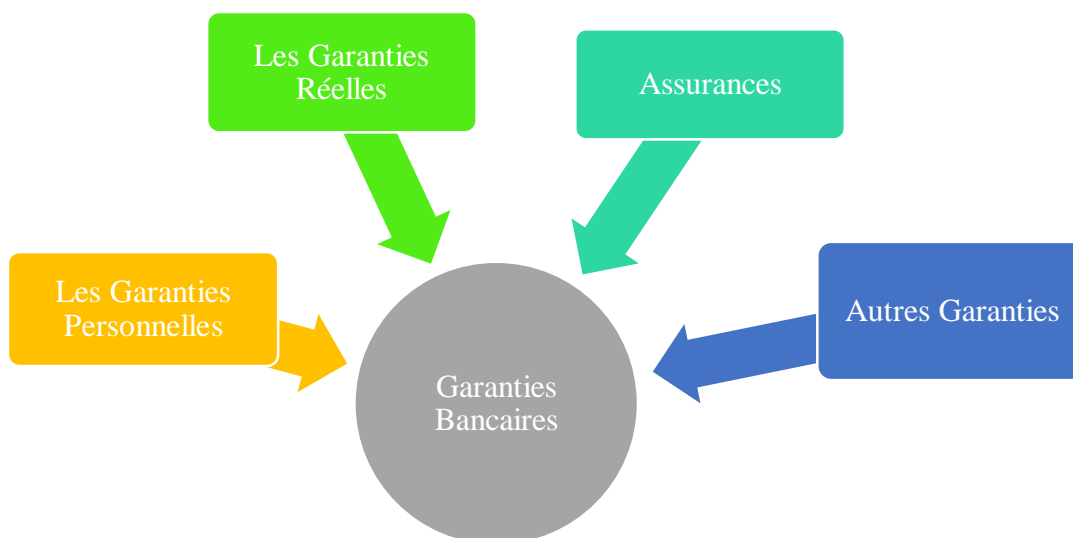 Les Garanties
Réelles
Assurances
Les Garanties
Personnelles
Autres Garanties
Garanties
Bancaires